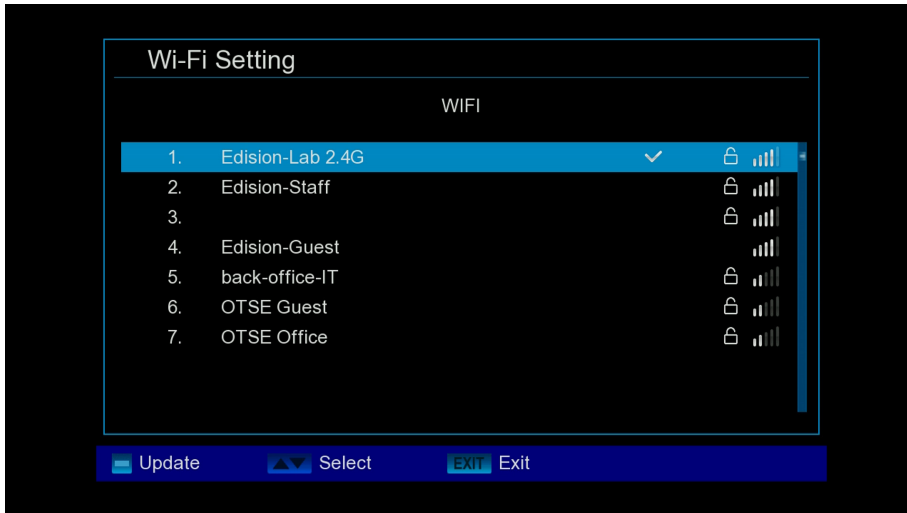 Wi-Fi Setting
WIFI
1. Edision-Lab 2.4G
2. Edision-Staff
3.
4. Edision-Guest
5. back-office-IT
6. OTSE Guest
7. OTSE Office
Update Select EXIT Exit